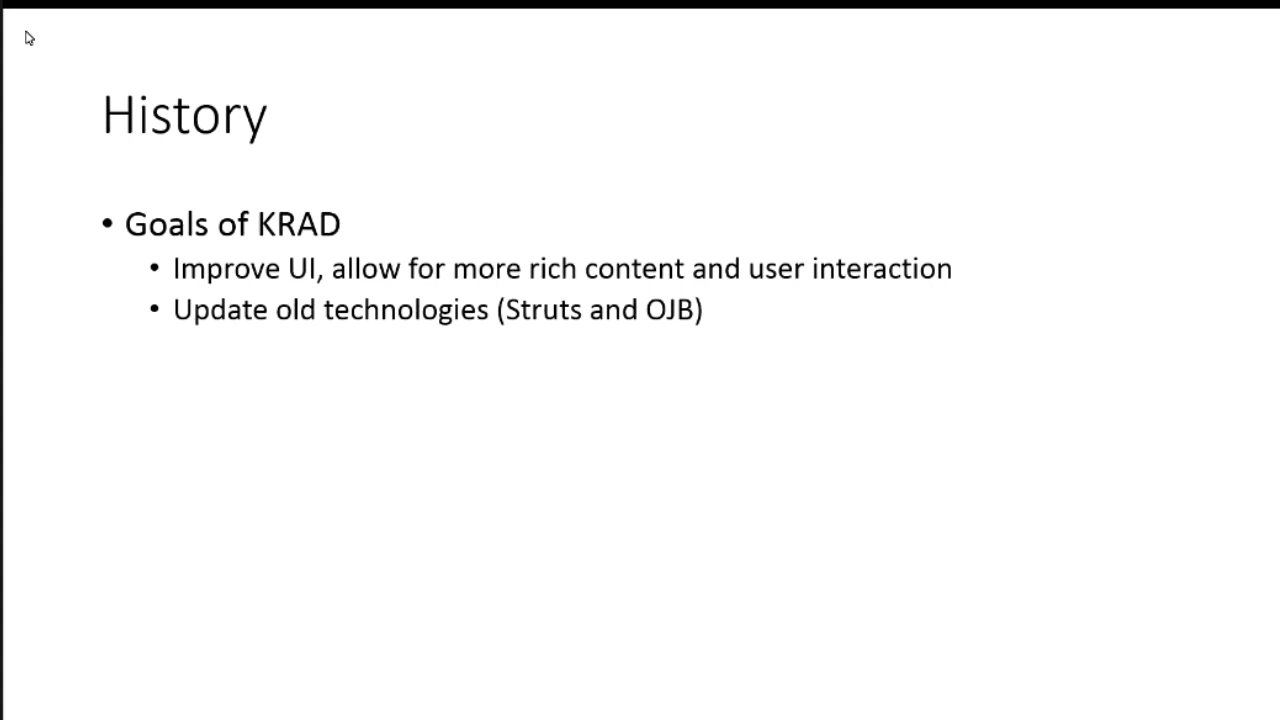 History
• Goals of KRAD
• Improve UI, allow for more rich content and user interaction
• Update old technologies (Struts and OJB)